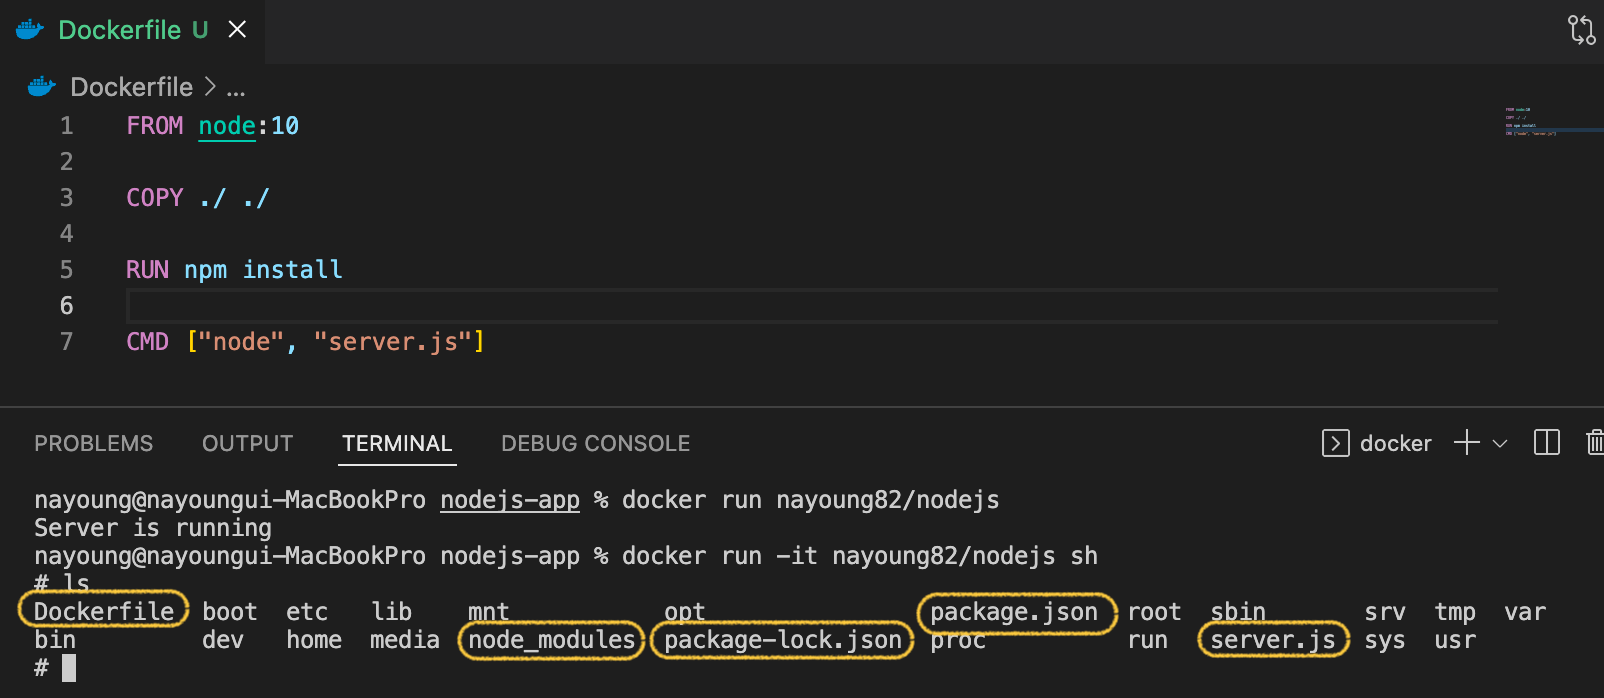 Dockerfile U
Dockerfile > ...
1 FROM node:10
2
3 COPY ./ ./
4
5 RUN npm install
6
7 CMD ["node", "server.js"]
PROBLEMS OUTPUT TERMINAL DEBUG CONSOLE docker
nayoung@nayoungui-MacBookPro nodejs-app % docker run nayoung82/nodejs
Server is running
nayoung@nayoungui-MacBookPro nodejs-app % docker run -it nayoung82/nodejs sh
# ls
Dockerfile boot etc lib mnt opt package.json root sbin srv tmp var
bin dev home media node_modules package-lock.json proc run server.js sys usr
#